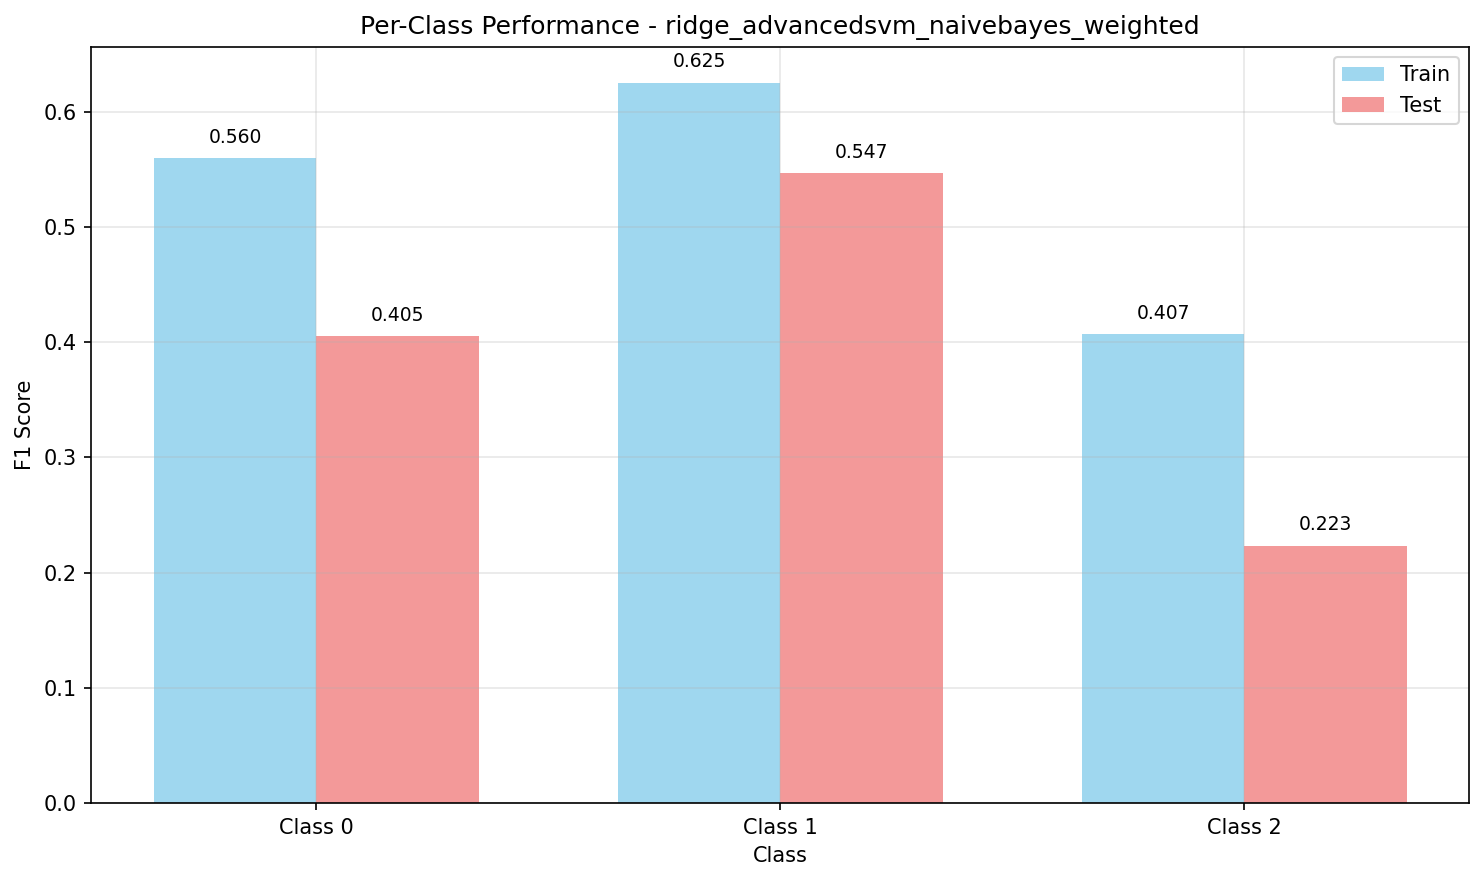 Per-Class Performance - ridge_advancedsvm_naivebayes_weighted
Train
Test
0.560
0.405
0.625
0.547
0.407
0.223
F1 Score
0.6
0.5
0.4
0.3
0.2
0.1
0.0
Class 0
Class 1
Class 2
Class